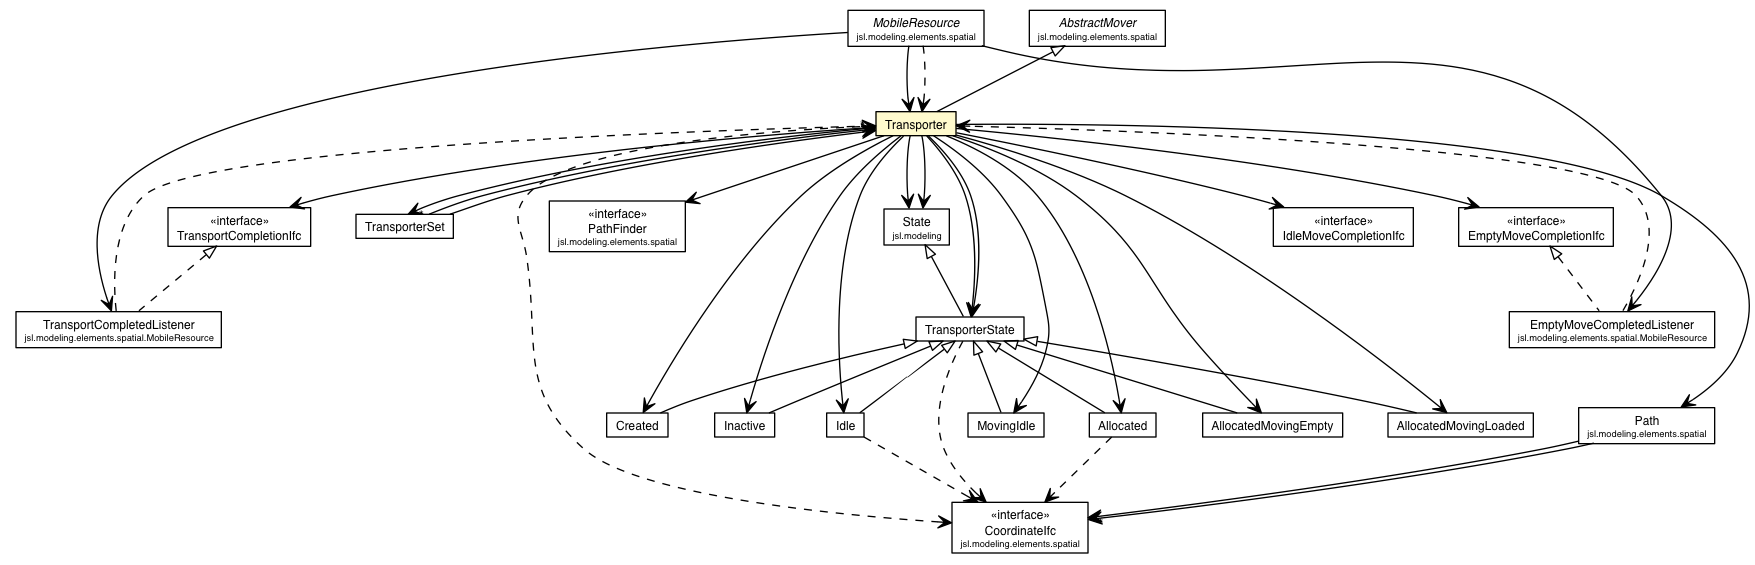 MobileResource
jsl.modeling.elements.spatial
AbstractMover
jsl.modeling.elements.spatial
Transporter
«interface»
TransportCompletionIfc
TransporterSet
«interface»
PathFinder
jsl.modeling.elements.spatial
State
jsl.modeling
«interface»
IdleMoveCompletionIfc
«interface»
EmptyMoveCompletionIfc
TransportCompletedListener
jsl.modeling.elements.spatial.MobileResource
TransporterState
EmptyMoveCompletedListener
jsl.modeling.elements.spatial.MobileResource
Created
Inactive
Idle
MovingIdle
Allocated
AllocatedMovingEmpty
AllocatedMovingLoaded
Path
jsl.modeling.elements.spatial
«interface»
CoordinateIfc
jsl.modeling.elements.spatial